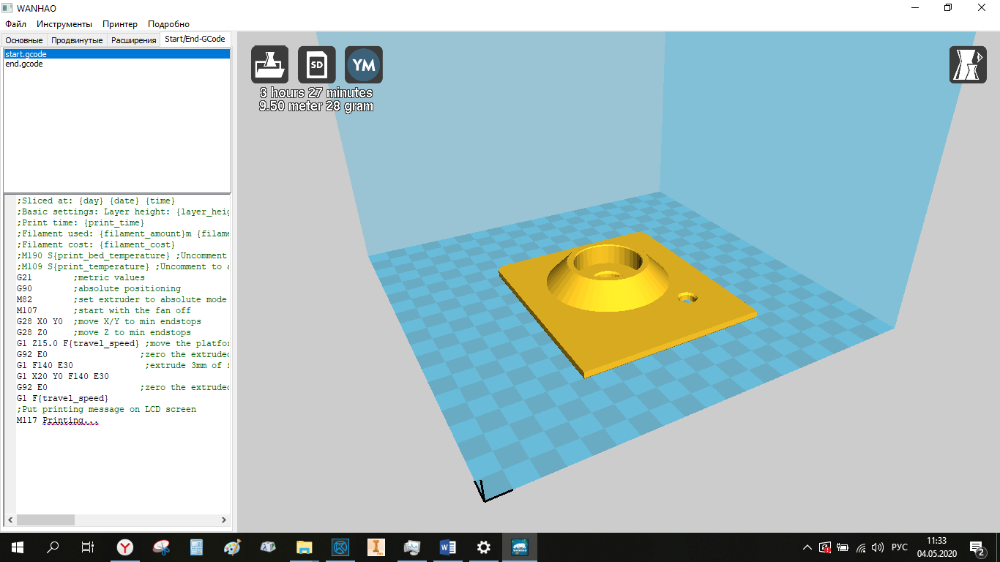 WANHAO
Файл Инструменты Принтер Подробно
Основные Продвинутые Расширения Start/End-GCode
start.gcode
end.gcode
SD
YM
3 hours 27 minutes
9.50 meter 28 gram
;Sliced at: {day} {date} {time}
;Basic settings: Layer height: {layer_heig
;Print time: {print_time}
;Filament used: {filament_amount}m {filame
;Filament cost: {filament_cost}
;M190 S{print_bed_temperature} ;Uncomment
;M109 S{print_temperature} ;Uncomment to a
G21 ;metric values
G90 ;absolute positioning
M82 ;set extruder to absolute mode
M107 ;start with the fan off
G28 X0 Y0 ;move X/Y to min endstops
G28 Z0 ;move Z to min endstops
G1 Z15.0 F{travel_speed} ;move the platfor
G92 E0 ;zero the extruded
G1 F140 E30 ;extrude 3mm of f
G1 X20 Y0 F140 E30
G92 E0 ;zero the extruded
G1 F{travel_speed}
;Put printing message on LCD screen
M117 Printing...
РУС
11:33
04.05.2020
2